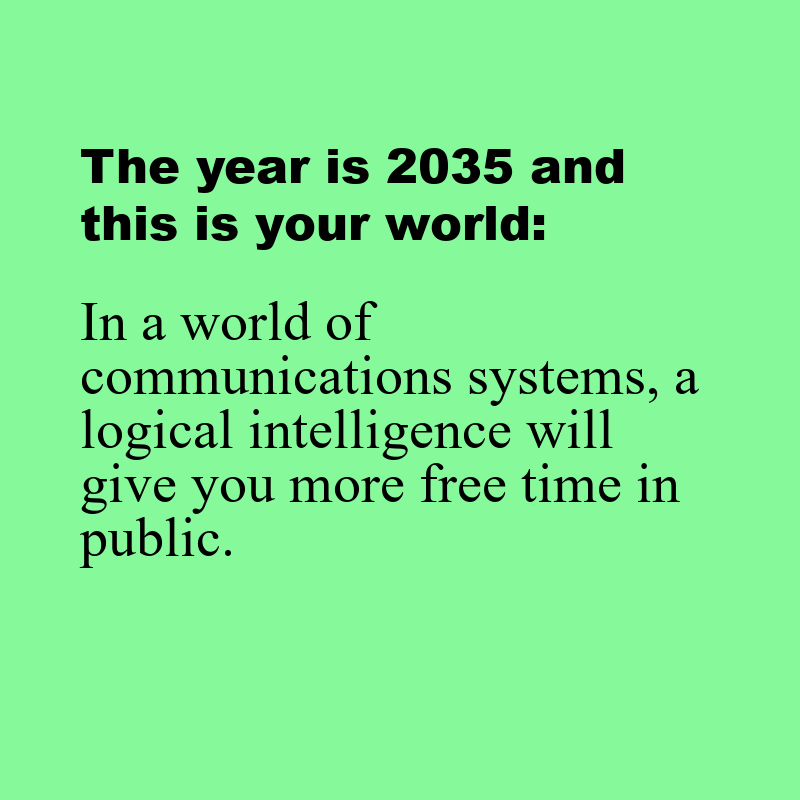 The year is 2035 and
this is your world:
In a world of
communications systems, a
logical intelligence will
give you more free time in
public.